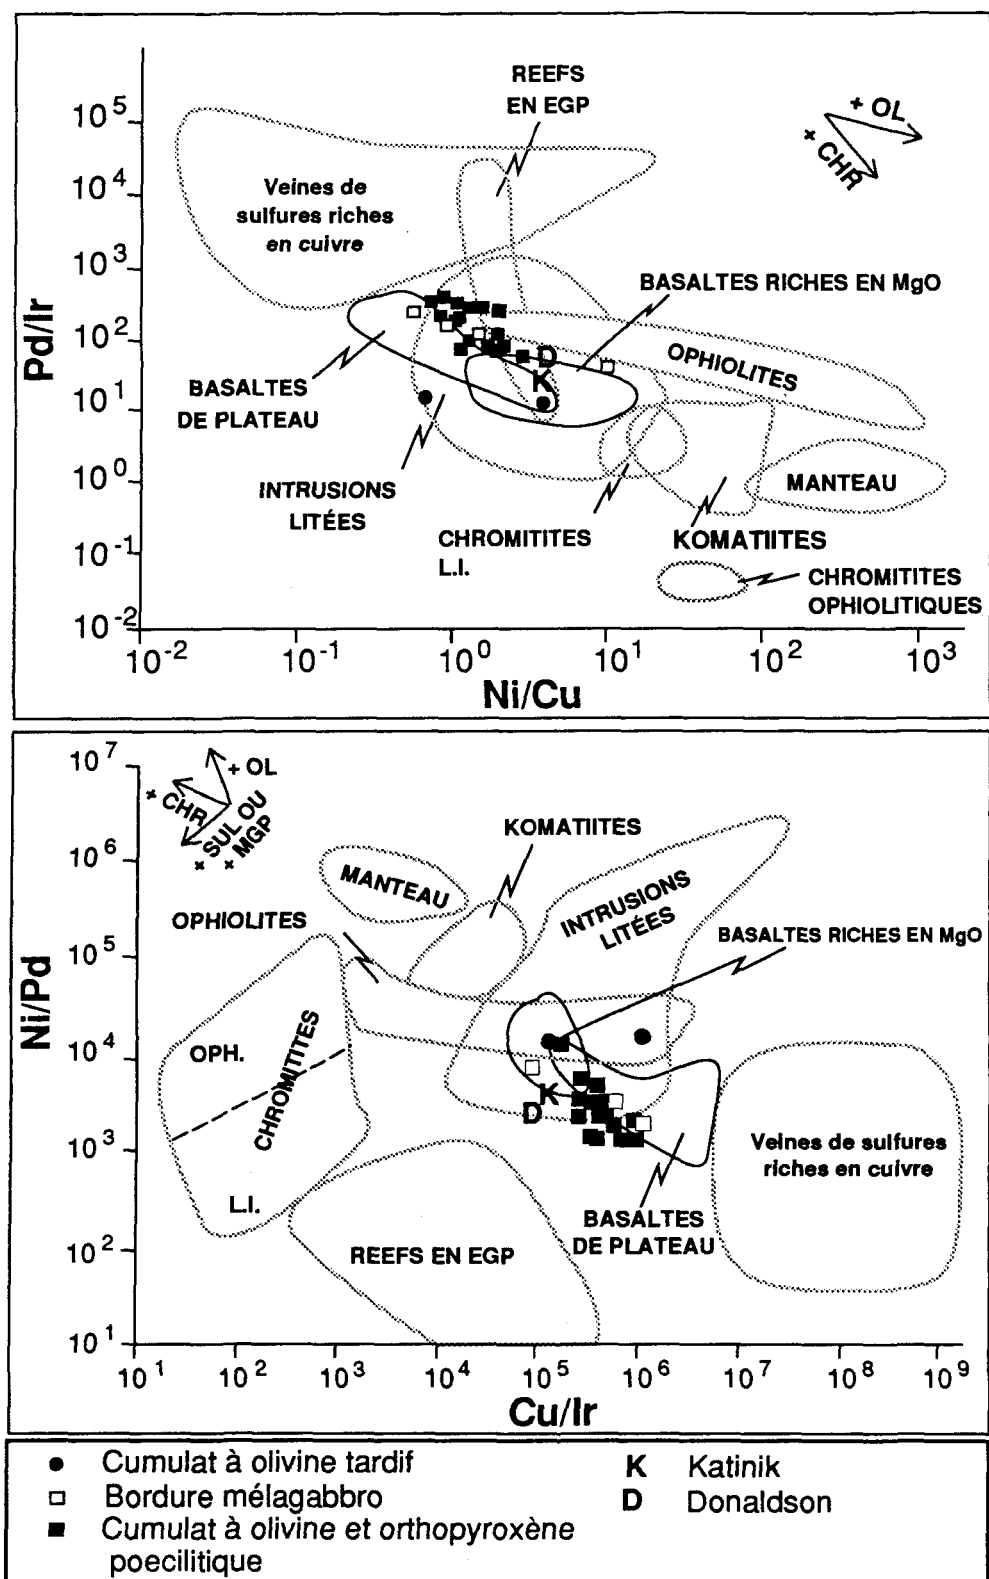 REEFS
EN EGP
+ OL
+ CHR
10^5
10^4
10^3
10^2
10^1
10^0
10^-1
10^-2
Pd/Ir
Veines de
sulfures riches
en cuivre
BASALTES RICHES EN MgO
OPHIOLITES
D
K
BASALTES
DE PLATEAU
INTRUSIONS
LITÉES
CHROMITITES
L.I.
MANTEAU
KOMATIITES
CHROMITITES
OPHIOLITIQUES
10^-2 10^-1 10^0 10^1 10^2 10^3
Ni/Cu
10^7
10^6
10^5
10^4
10^3
10^2
10^1
Ni/Pd
+ OL
+ CHR
+ SUL OU
+ MGP
KOMATIITES
MANTEAU
OPHIOLITES
INTRUSIONS
LITÉES
BASALTES RICHES EN MgO
OPH.
CHROMITITES
L.I.
K
D
Veines de sulfures
riches en cuivre
BASALTES
DE PLATEAU
REEFS EN EGP
10^1 10^2 10^3 10^4 10^5 10^6 10^7 10^8 10^9
Cu/Ir
Cumulat à olivine tardif
Bordure mélagabbro
Cumulat à olivine et orthopyroxène
poecilitique
K Katinik
D Donaldson